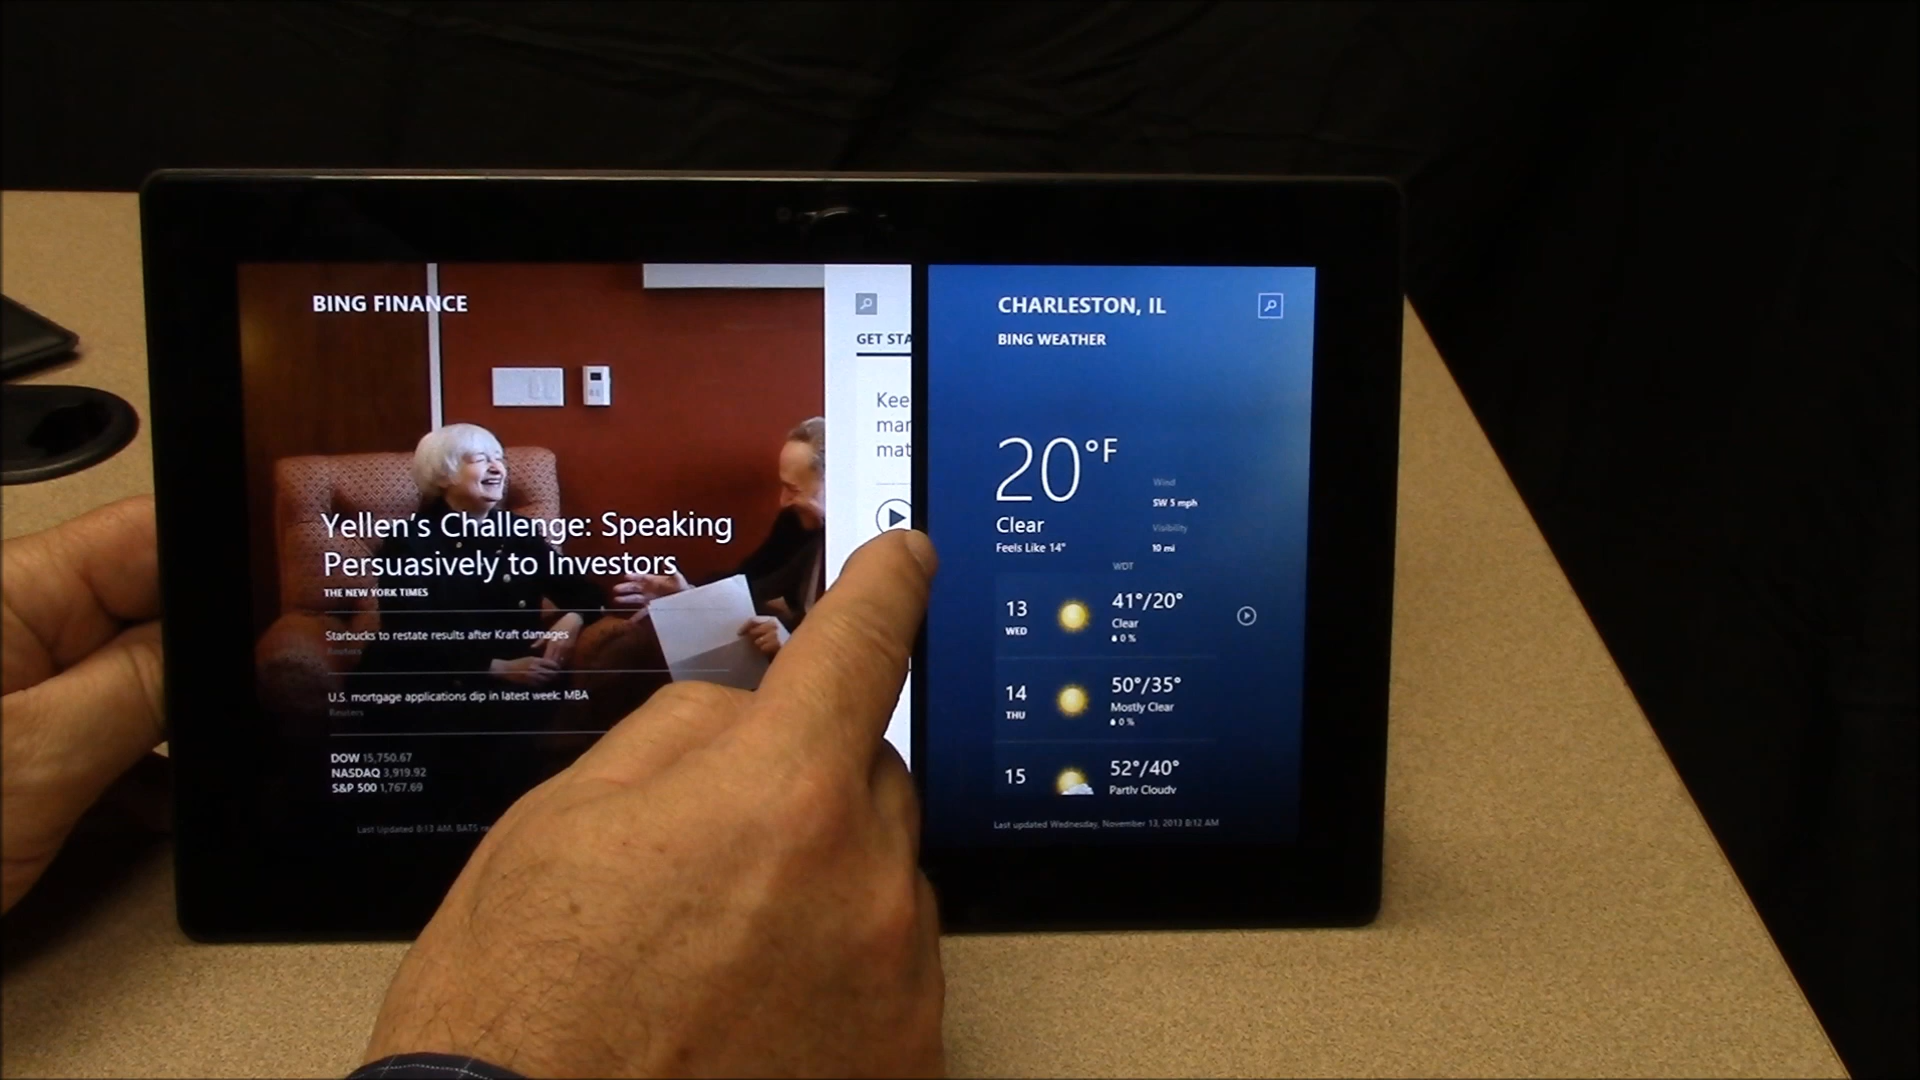 BING FINANCE
GET STA
Kee
mar
mat
Yellen's Challenge: Speaking
Persuasively to Investors
THE NEW YORK TIMES
Starbucks to restate results after Kraft damages
Reuters
U.S. mortgage applications dip in latest week: MBA
Reuters
DOW 15,750.67
NASDAQ 3,919.92
S&P 500 1,767.69
CHARLESTON, IL
BING WEATHER
20°F
Clear
Feels Like 14°
Wind
SW 5 mph
Visibility
10 mi
WDT
13
WED
41°/20°
Clear
0 %
14
THU
50°/35°
Mostly Clear
0 %
15
52°/40°
Partly Cloudy
Last updated Wednesday, November 13, 2013 8:12 AM